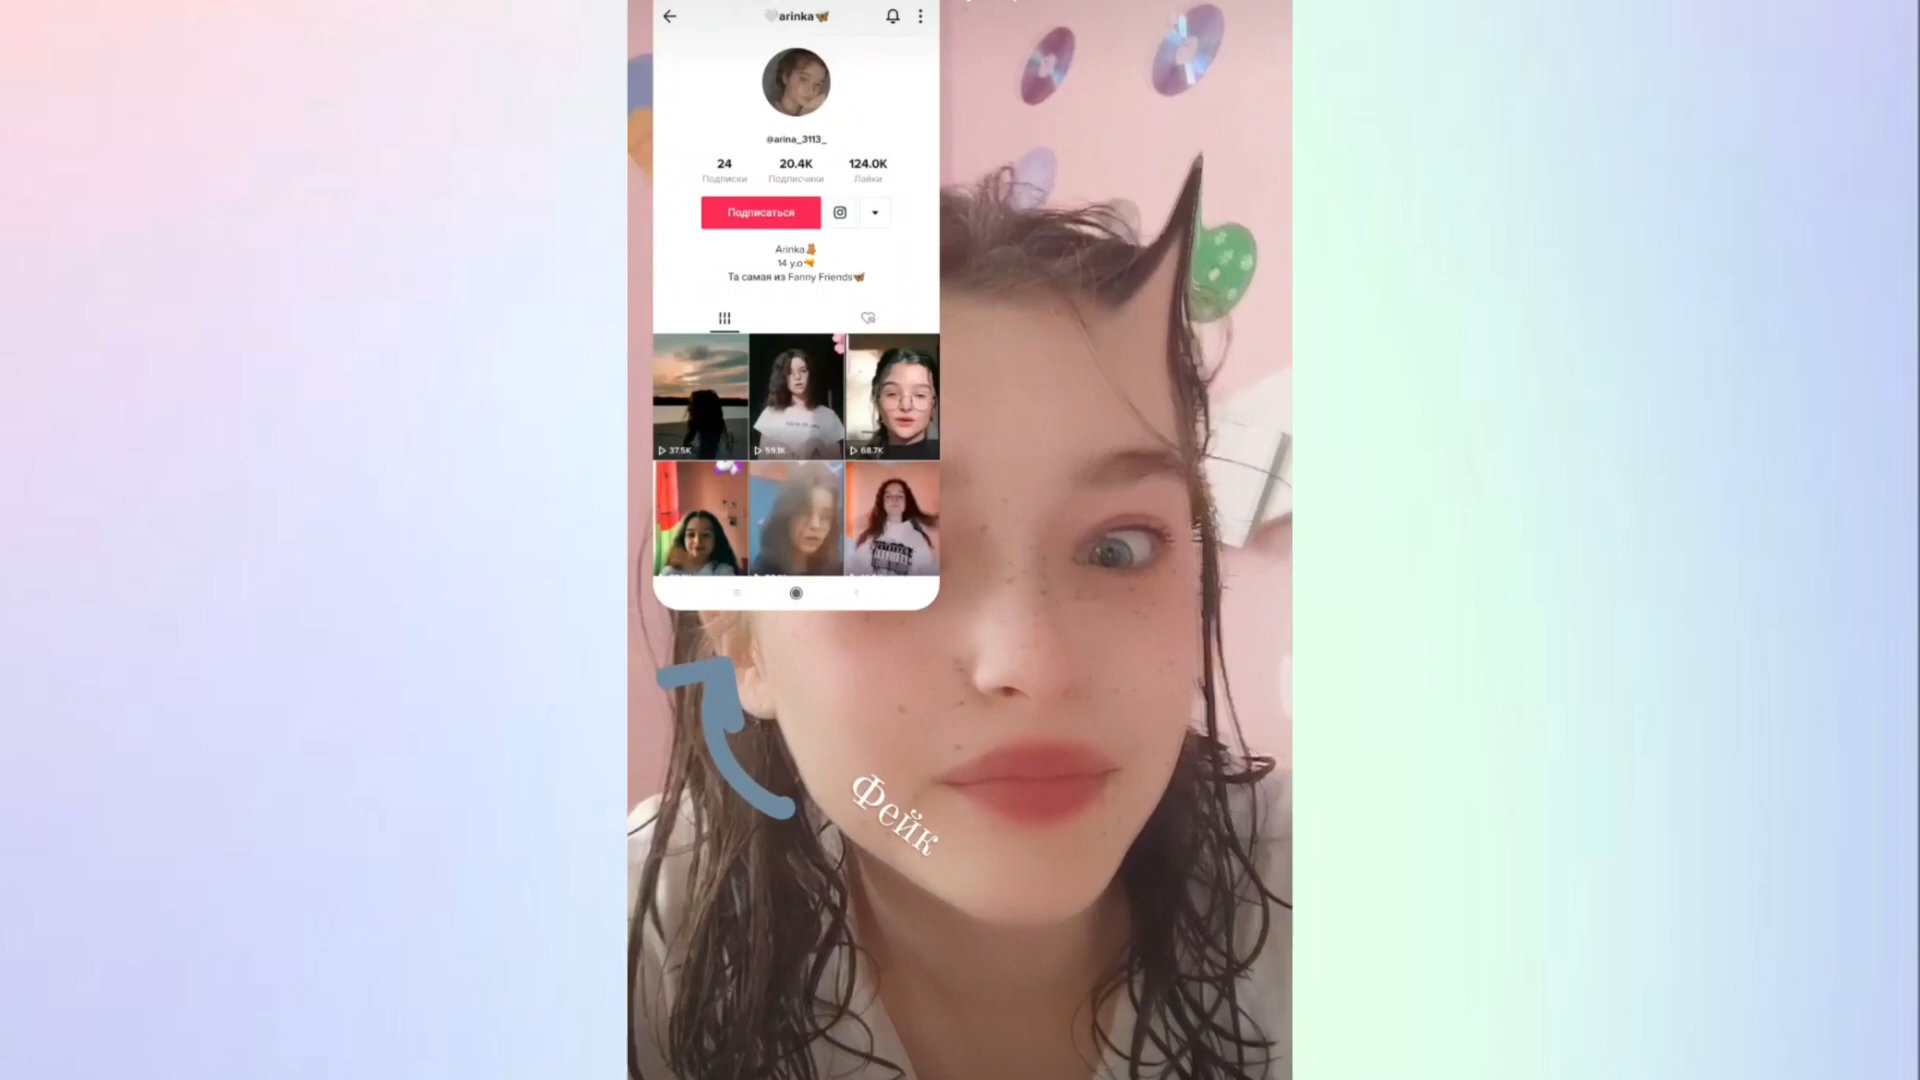 🤍arinka🦋
@arina_3113_
24 20.4K 124.0K
Подписки Подписчики Лайки
Подписаться
Arinka🧸
14 y.o🔫
Та самая из Fanny Friends🦋
37.5K 59.1K 68.7K
Фейк